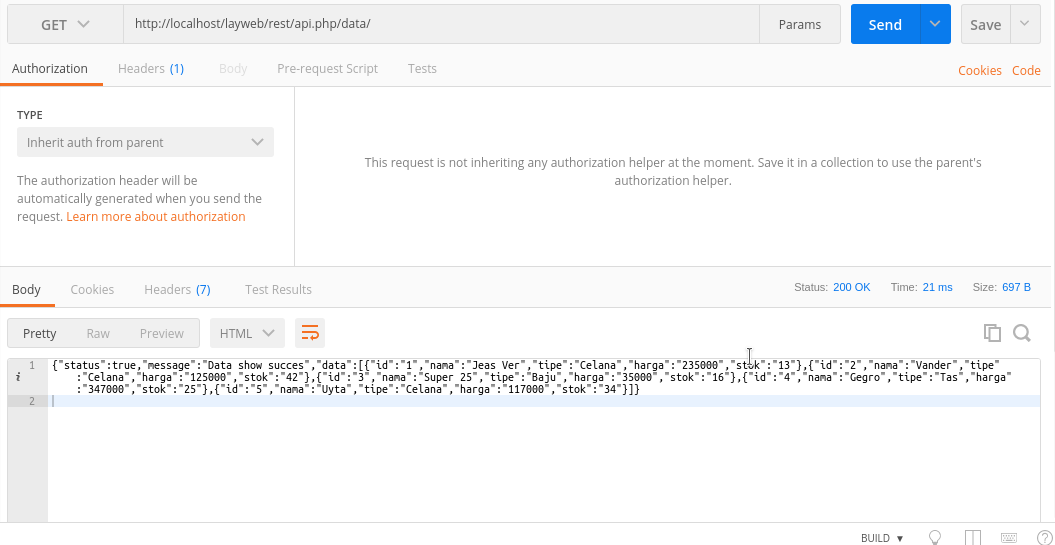 GET http://localhost/layweb/rest/api.php/data/ Params Send Save
Authorization Headers (1) Body Pre-request Script Tests Cookies Code
TYPE
Inherit auth from parent
The authorization header will be
automatically generated when you send the
request. Learn more about authorization
This request is not inheriting any authorization helper at the moment. Save it in a collection to use the parent's
authorization helper.
Body Cookies Headers (7) Test Results Status: 200 OK Time: 21 ms Size: 697 B
Pretty Raw Preview HTML
1 {"status":true,"message":"Data show succes","data":[{"id":"1","nama":"Jeas Ver","tipe":"Celana","harga":"235000","stok":"13"},{"id":"2","nama":"Vander","tipe"
i :"Celana","harga":"125000","stok":"42"},{"id":"3","nama":"Super 25","tipe":"Baju","harga":"35000","stok":"16"},{"id":"4","nama":"Gegro","tipe":"Tas","harga"
:"347000","stok":"25"},{"id":"5","nama":"Uyta","tipe":"Celana","harga":"117000","stok":"34"}]}
2
BUILD